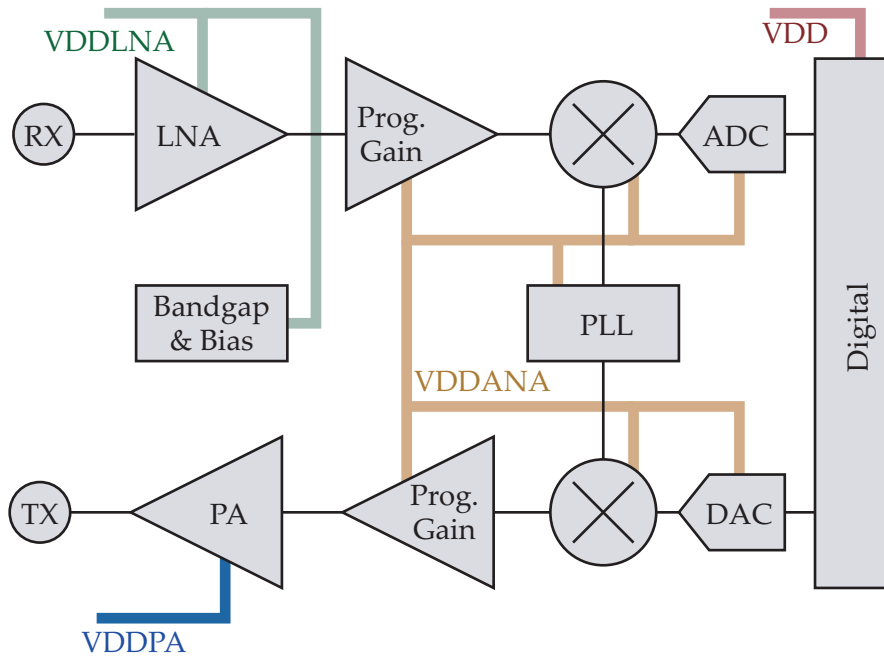 VDDLNA
VDD
RX
LNA
Prog.
Gain
ADC
Bandgap
& Bias
PLL
Digital
VDDANA
TX
PA
Prog.
Gain
DAC
VDDPA